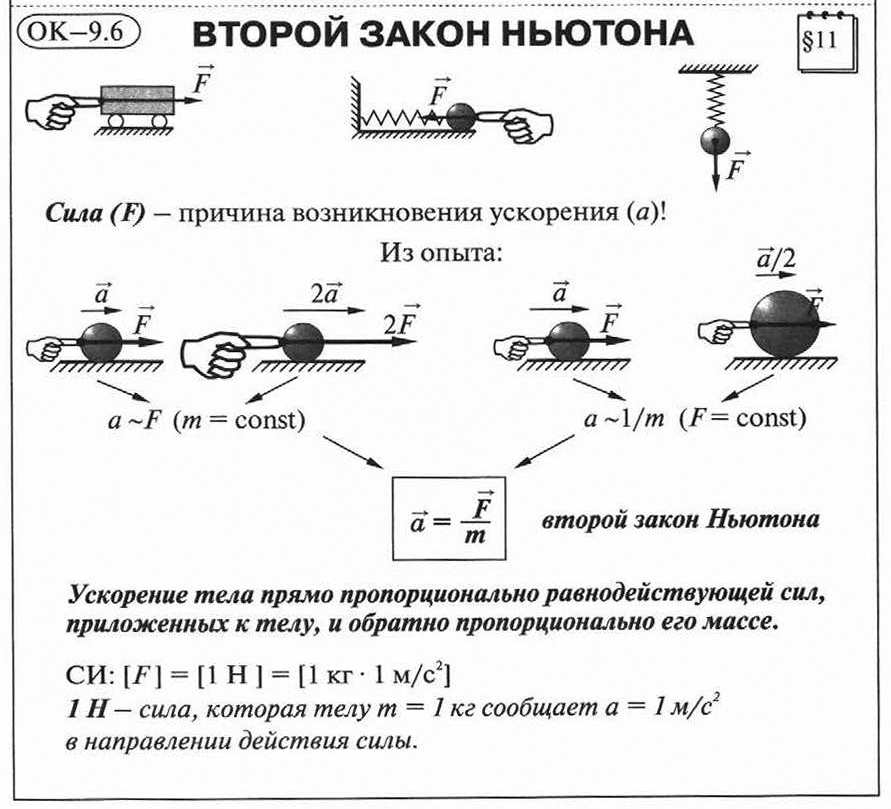 ОК–9.6
ВТОРОЙ ЗАКОН НЬЮТОНА
§11
F
F
F
Сила (F) – причина возникновения ускорения (a)!
Из опыта:
a
F
2a
2F
a
F
a/2
F
a ~F (m = const)
a ~1/m (F = const)
a = F/m
второй закон Ньютона
Ускорение тела прямо пропорционально равнодействующей сил,
приложенных к телу, и обратно пропорционально его массе.
СИ: [F] = [1 Н ] = [1 кг · 1 м/с²]
1 Н – сила, которая телу m = 1 кг сообщает a = 1 м/с²
в направлении действия силы.